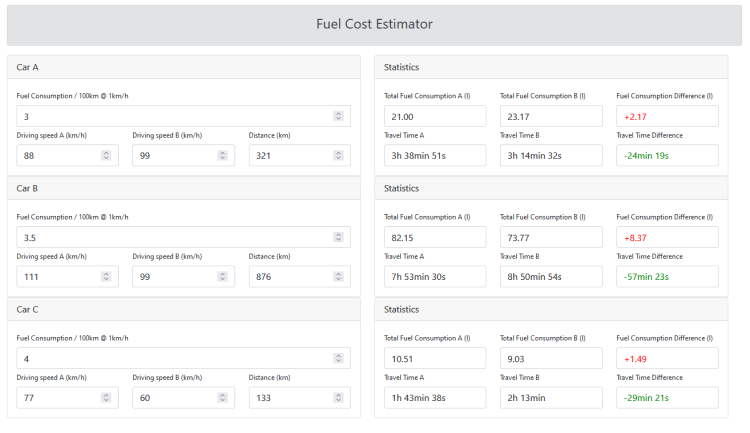 Fuel Cost Estimator
Car A
Fuel Consumption / 100km @ 1km/h
3
Driving speed A (km/h) Driving speed B (km/h) Distance (km)
88 99 321
Statistics
Total Fuel Consumption A (l) Total Fuel Consumption B (l) Fuel Consumption Difference (l)
21.00 23.17 +2.17
Travel Time A Travel Time B Travel Time Difference
3h 38min 51s 3h 14min 32s -24min 19s
Car B
Fuel Consumption / 100km @ 1km/h
3.5
Driving speed A (km/h) Driving speed B (km/h) Distance (km)
111 99 876
Statistics
Total Fuel Consumption A (l) Total Fuel Consumption B (l) Fuel Consumption Difference (l)
82.15 73.77 +8.37
Travel Time A Travel Time B Travel Time Difference
7h 53min 30s 8h 50min 54s -57min 23s
Car C
Fuel Consumption / 100km @ 1km/h
4
Driving speed A (km/h) Driving speed B (km/h) Distance (km)
77 60 133
Statistics
Total Fuel Consumption A (l) Total Fuel Consumption B (l) Fuel Consumption Difference (l)
10.51 9.03 +1.49
Travel Time A Travel Time B Travel Time Difference
1h 43min 38s 2h 13min -29min 21s